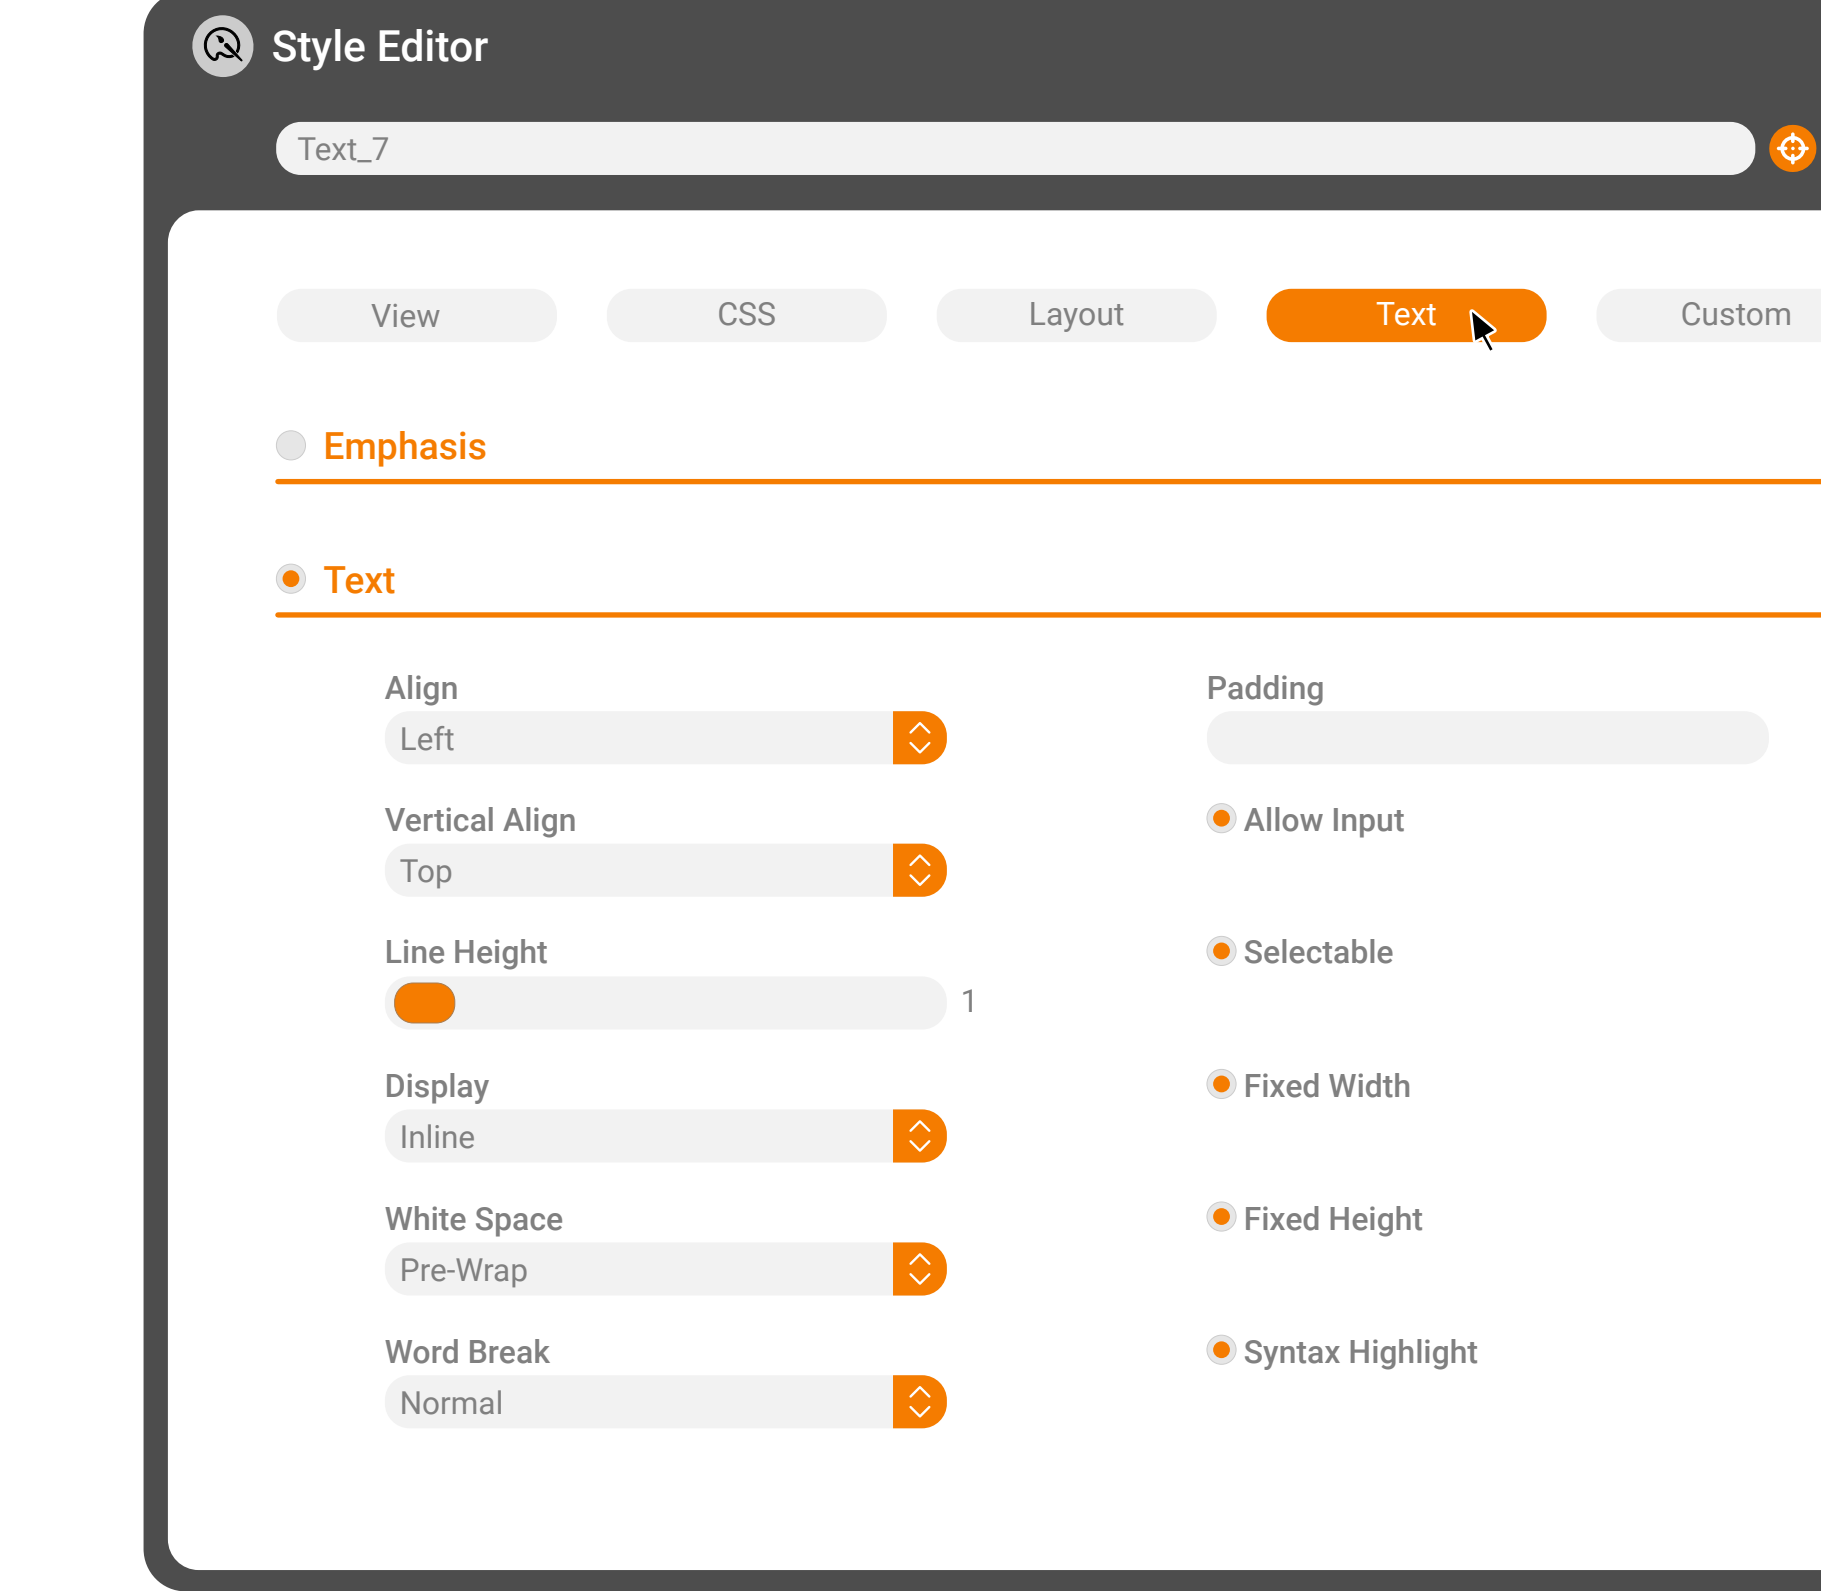 Style Editor
Text_7
View
CSS
Layout
Text
Custom
Emphasis
Text
Align
Padding
Left
Vertical Align
Allow Input
Top
Line Height
Selectable
1
Display
Fixed Width
Inline
White Space
Fixed Height
Pre-Wrap
Word Break
Syntax Highlight
Normal